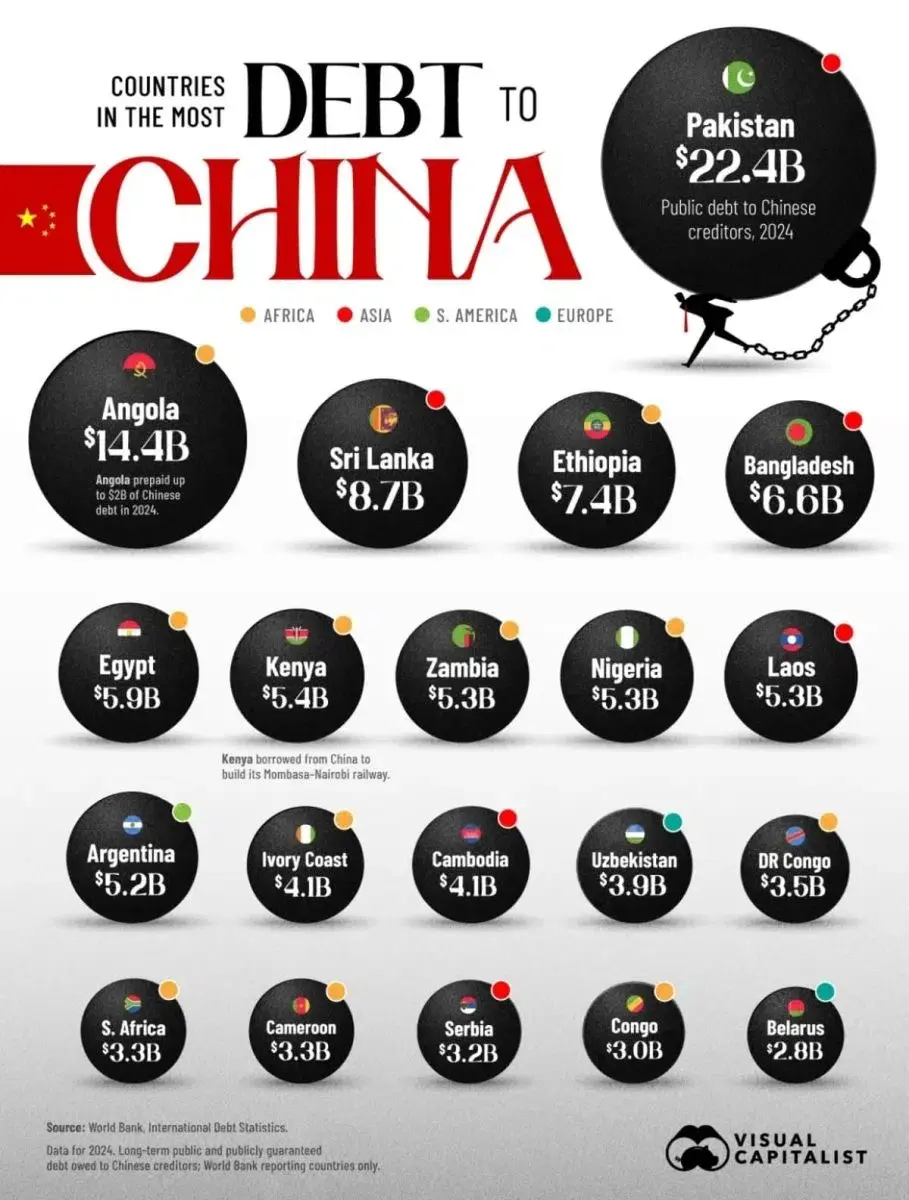 COUNTRIES
IN THE MOST
DEBT TO
CHINA
AFRICA
ASIA
S. AMERICA
EUROPE
Pakistan
$22.4B
Public debt to Chinese
creditors, 2024
Angola
$14.4B
Angola prepaid up
to $2B of Chinese
debt in 2024.
Sri Lanka
$8.7B
Ethiopia
$7.4B
Bangladesh
$6.6B
Egypt
$5.9B
Kenya
$5.4B
Kenya borrowed from China to
build its Mombasa-Nairobi railway.
Zambia
$5.3B
Nigeria
$5.3B
Laos
$5.3B
Argentina
$5.2B
Ivory Coast
$4.1B
Cambodia
$4.1B
Uzbekistan
$3.9B
DR Congo
$3.5B
S. Africa
$3.3B
Cameroon
$3.3B
Serbia
$3.2B
Congo
$3.0B
Belarus
$2.8B
Source: World Bank, International Debt Statistics.
Data for 2024. Long-term public and publicly guaranteed
debt owed to Chinese creditors; World Bank reporting countries only.
VISUAL
CAPITALIST